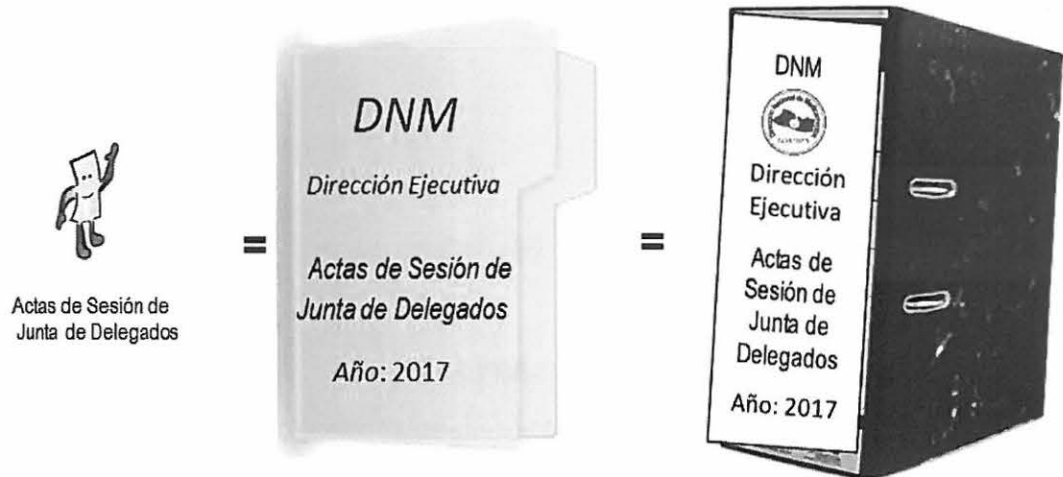 Actas de Sesión de
Junta de Delegados
=
DNM
Dirección Ejecutiva
Actas de Sesión de
Junta de Delegados
Año: 2017
=
DNM
Dirección
Ejecutiva
Actas de
Sesión de
Junta de
Delegados
Año: 2017